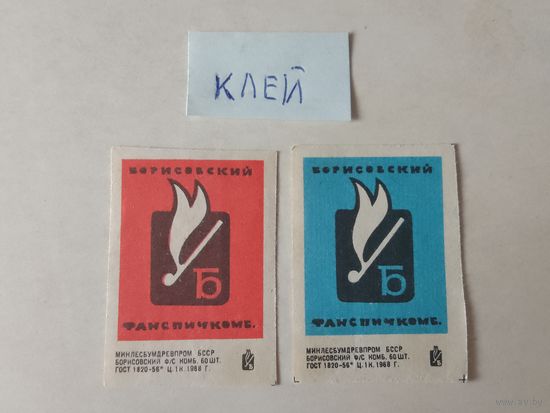 КЛЕЙ
БОРИСОВСКИЙ
Б
ФАНСПИЧКОМБ.
МИНЛЕСБУМДРЕВПРОМ БССР
БОРИСОВСКИЙ Ф/С КОМБ. 60 ШТ.
ГОСТ 1820-56* Ц. 1 К. 1968 Г.
БОРИСОВСКИЙ
Б
ФАНСПИЧКОМБ.
МИНЛЕСБУМДРЕВПРОМ БССР
БОРИСОВСКИЙ Ф/С КОМБ. 60 ШТ.
ГОСТ 1820-56* Ц. 1 К. 1968 Г.